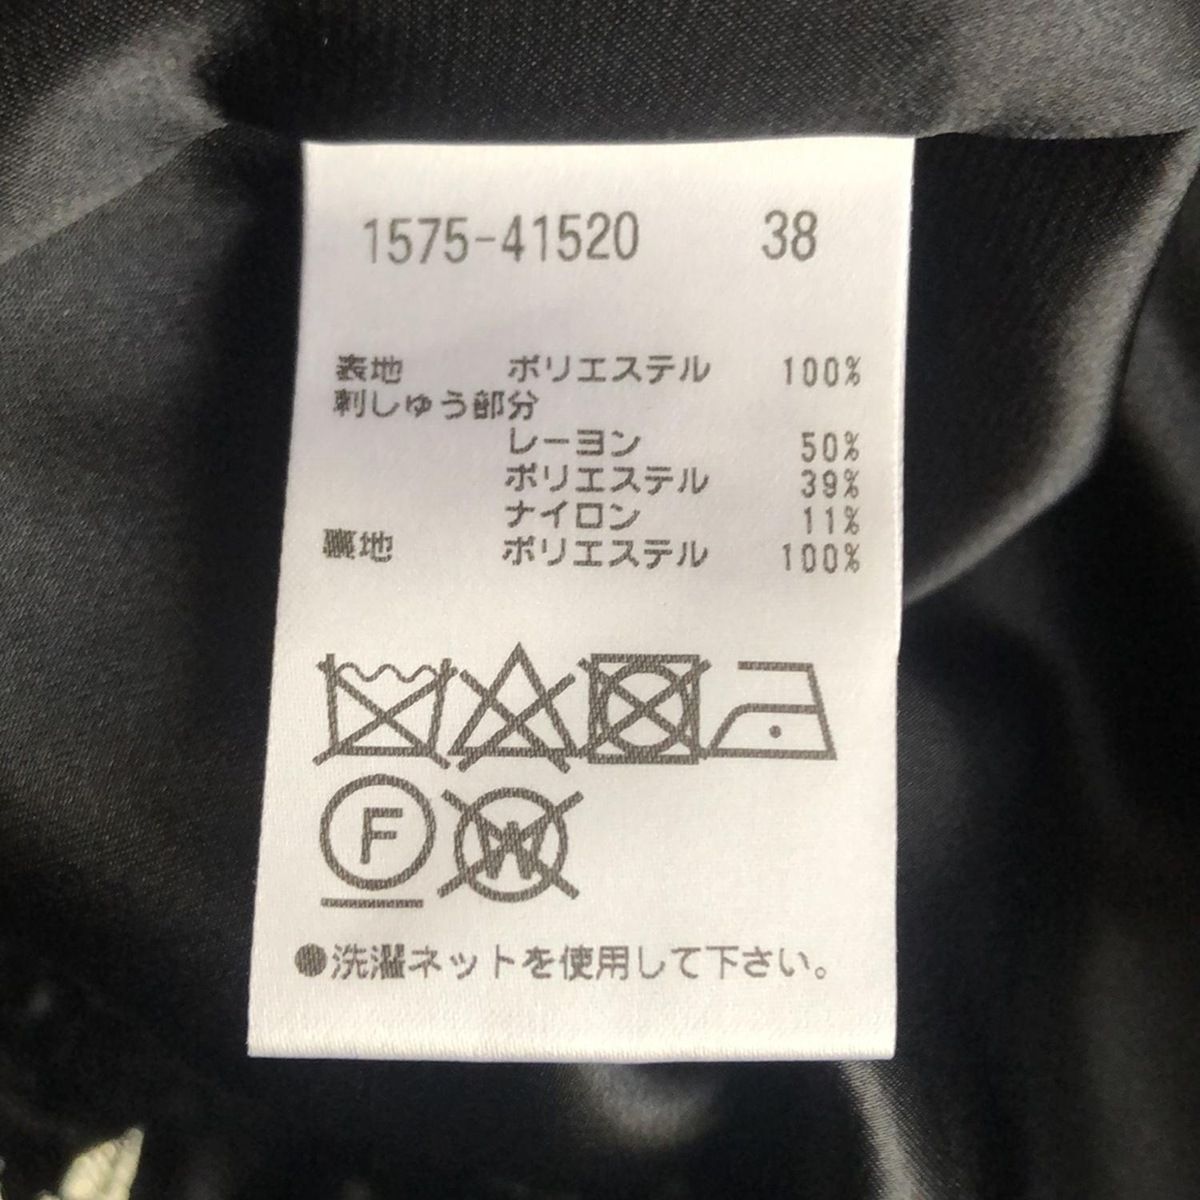 1575-41520 38
表地 ポリエステル 100%
刺しゅう部分
レーヨン 50%
ポリエステル 39%
ナイロン 11%
裏地 ポリエステル 100%
F W
●洗濯ネットを使用して下さい。